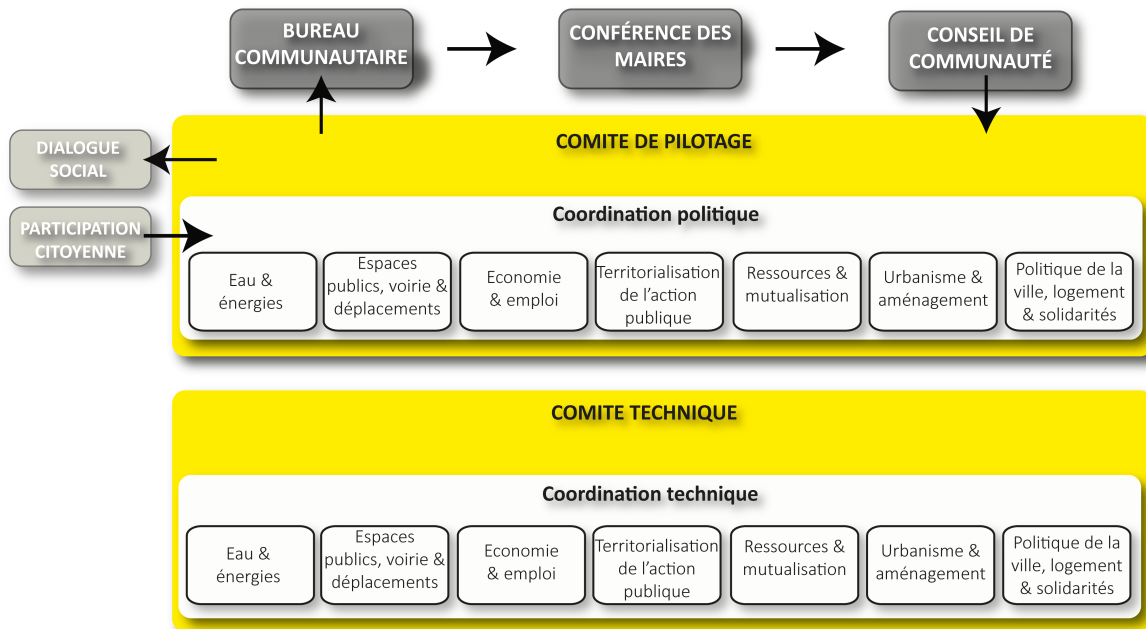 BUREAU
COMMUNAUTAIRE
CONFÉRENCE DES
MAIRES
CONSEIL DE
COMMUNAUTÉ
DIALOGUE
SOCIAL
PARTICIPATION
CITOYENNE
COMITE DE PILOTAGE
Coordination politique
Eau &
énergies
Espaces
publics, voirie &
déplacements
Economie
& emploi
Territorialisation
de l’action
publique
Ressources &
mutualisation
Urbanisme &
aménagement
Politique de la
ville, logement
& solidarités
COMITE TECHNIQUE
Coordination technique
Eau &
énergies
Espaces
publics, voirie &
déplacements
Economie
& emploi
Territorialisation
de l’action
publique
Ressources &
mutualisation
Urbanisme &
aménagement
Politique de la
ville, logement
& solidarités